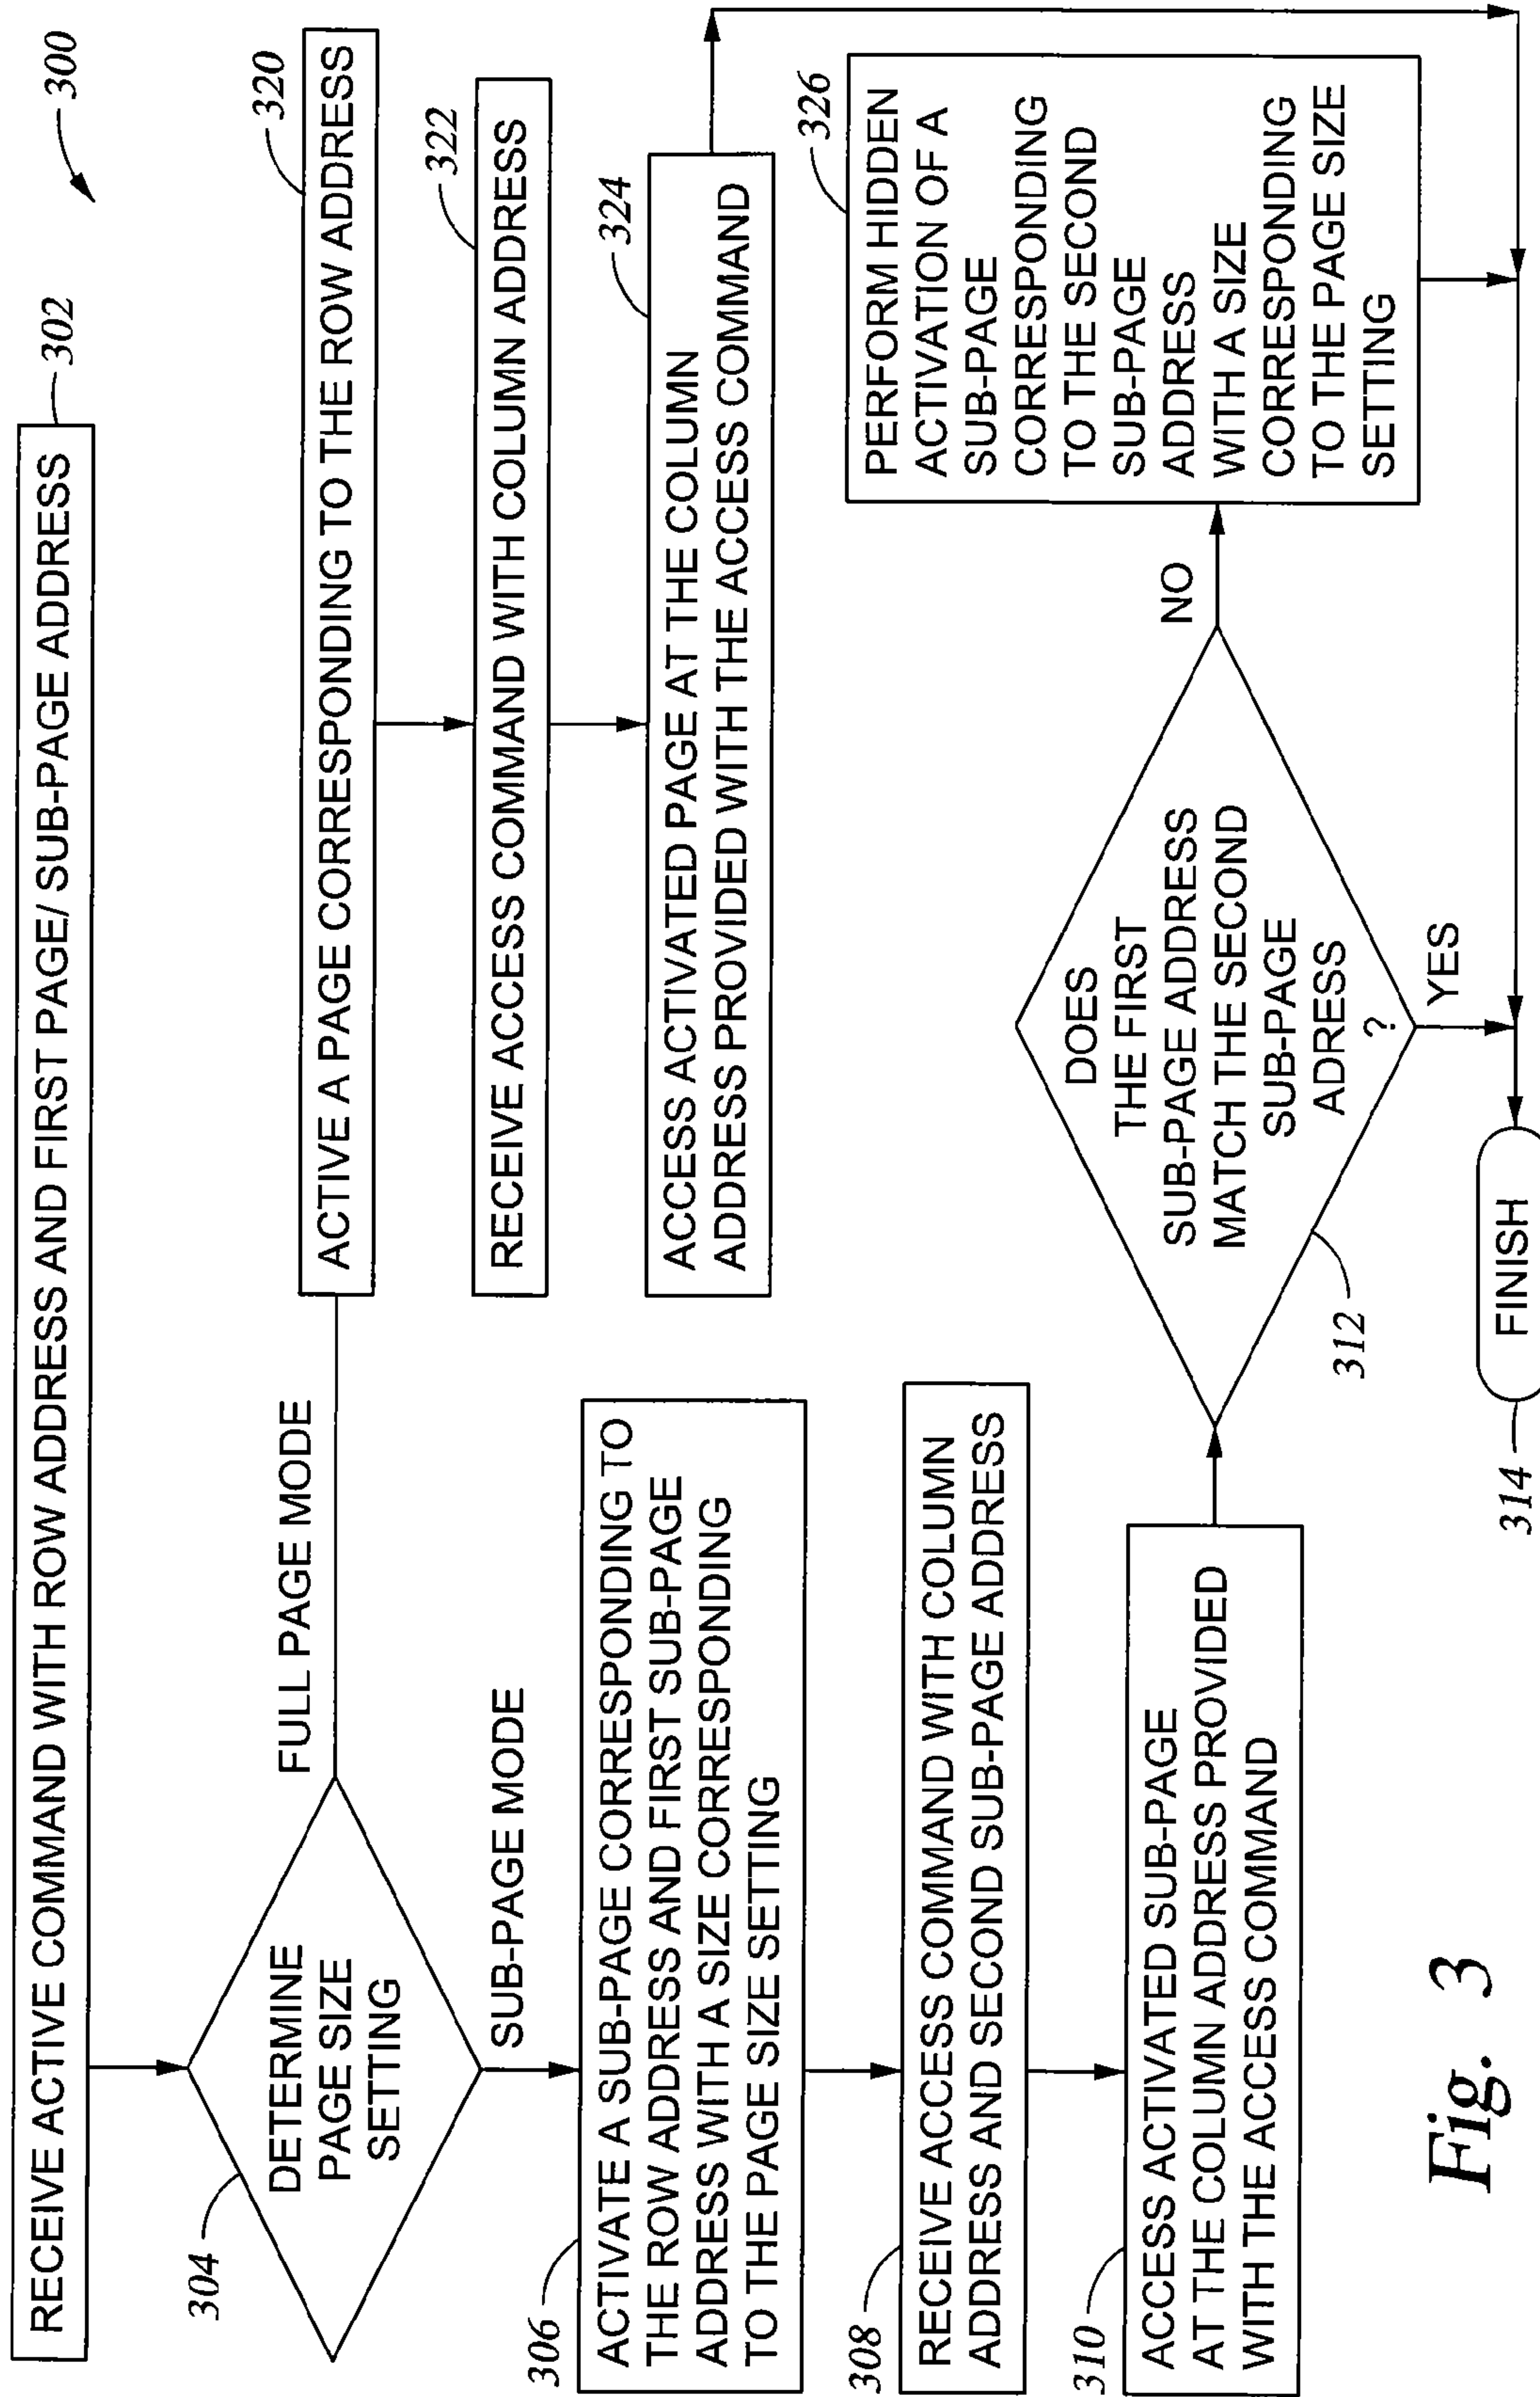 300
302
RECEIVE ACTIVE COMMAND WITH ROW ADDRESS AND FIRST PAGE/ SUB-PAGE ADDRESS
304
DETERMINE
PAGE SIZE
SETTING
FULL PAGE MODE
SUB-PAGE MODE
320
ACTIVE A PAGE CORRESPONDING TO THE ROW ADDRESS
322
RECEIVE ACCESS COMMAND WITH COLUMN ADDRESS
324
ACCESS ACTIVATED PAGE AT THE COLUMN
ADDRESS PROVIDED WITH THE ACCESS COMMAND
306
ACTIVATE A SUB-PAGE CORRESPONDING TO
THE ROW ADDRESS AND FIRST SUB-PAGE
ADDRESS WITH A SIZE CORRESPONDING
TO THE PAGE SIZE SETTING
308
RECEIVE ACCESS COMMAND WITH COLUMN
ADDRESS AND SECOND SUB-PAGE ADDRESS
310
ACCESS ACTIVATED SUB-PAGE
AT THE COLUMN ADDRESS PROVIDED
WITH THE ACCESS COMMAND
312
DOES
THE FIRST
SUB-PAGE ADDRESS
MATCH THE SECOND
SUB-PAGE
ADRESS
?
NO
YES
326
PERFORM HIDDEN
ACTIVATION OF A
SUB-PAGE
CORRESPONDING
TO THE SECOND
SUB-PAGE
ADDRESS
WITH A SIZE
CORRESPONDING
TO THE PAGE SIZE
SETTING
314
FINISH
Fig. 3